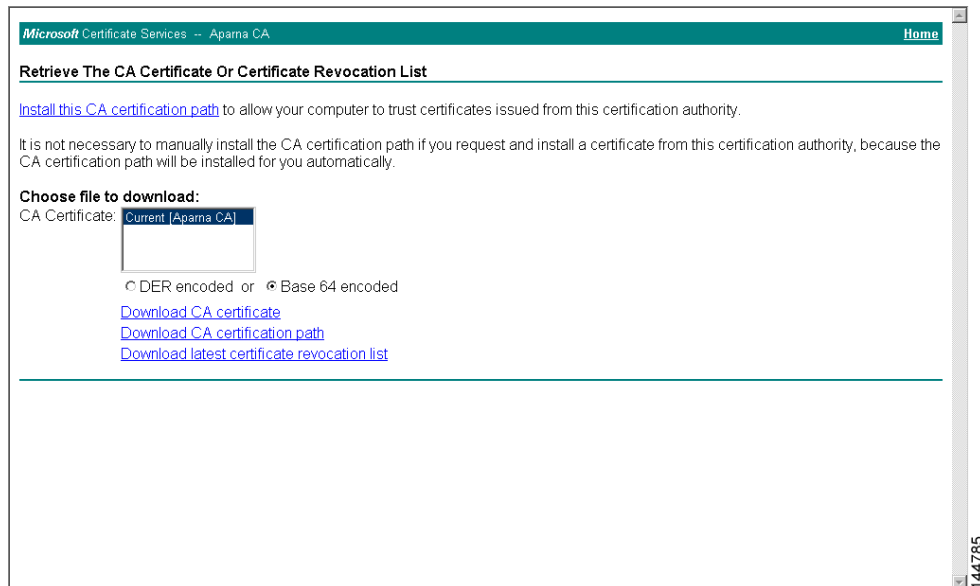 Microsoft Certificate Services -- Aparna CA Home
Retrieve The CA Certificate Or Certificate Revocation List
Install this CA certification path to allow your computer to trust certificates issued from this certification authority.
It is not necessary to manually install the CA certification path if you request and install a certificate from this certification authority, because the
CA certification path will be installed for you automatically.
Choose file to download:
CA Certificate: Current [Aparna CA]
DER encoded or Base 64 encoded
Download CA certificate
Download CA certification path
Download latest certificate revocation list
44785